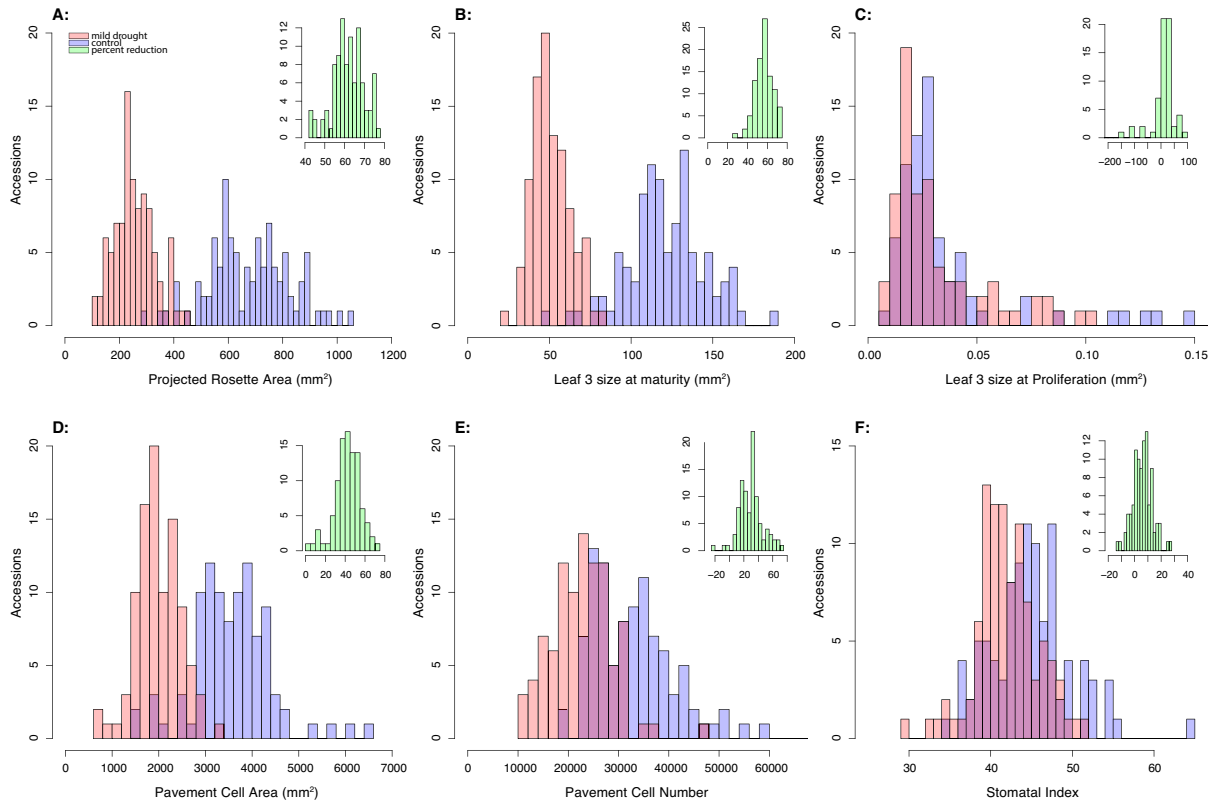 A:
mild drought
control
percent reduction
Accessions
0 5 10 15 20
0 200 400 600 800 1000 1200
Projected Rosette Area (mm²)
0 1 2 4 6 8 10 12
40 50 60 70 80
B:
Accessions
0 5 10 15 20
0 50 100 150 200
Leaf 3 size at maturity (mm²)
0 5 10 15 20 25
0 20 40 60 80
C:
Accessions
0 5 10 15 20
0.00 0.05 0.10 0.15
Leaf 3 size at Proliferation (mm²)
0 5 10 15 20
−200 −100 0 100
D:
Accessions
0 5 10 15 20
0 1000 2000 3000 4000 5000 6000 7000
Pavement Cell Area (mm²)
0 5 10 15
0 20 40 60 80
E:
Accessions
0 5 10 15 20
10000 20000 30000 40000 50000 60000
Pavement Cell Number
0 5 10 15 20
−20 20 60
F:
Accessions
0 5 10 15
30 40 50 60
Stomatal Index
0 2 4 6 8 10 12
−20 0 20 40